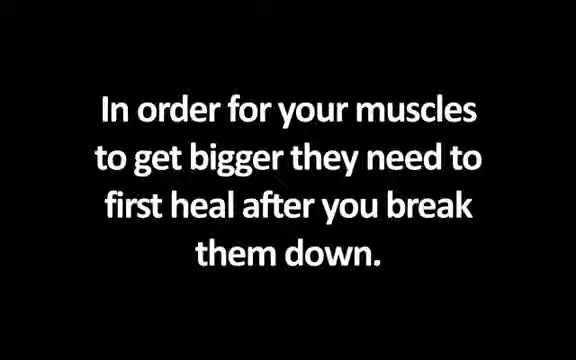 In order for your muscles
to get bigger they need to
first heal after you break
them down.